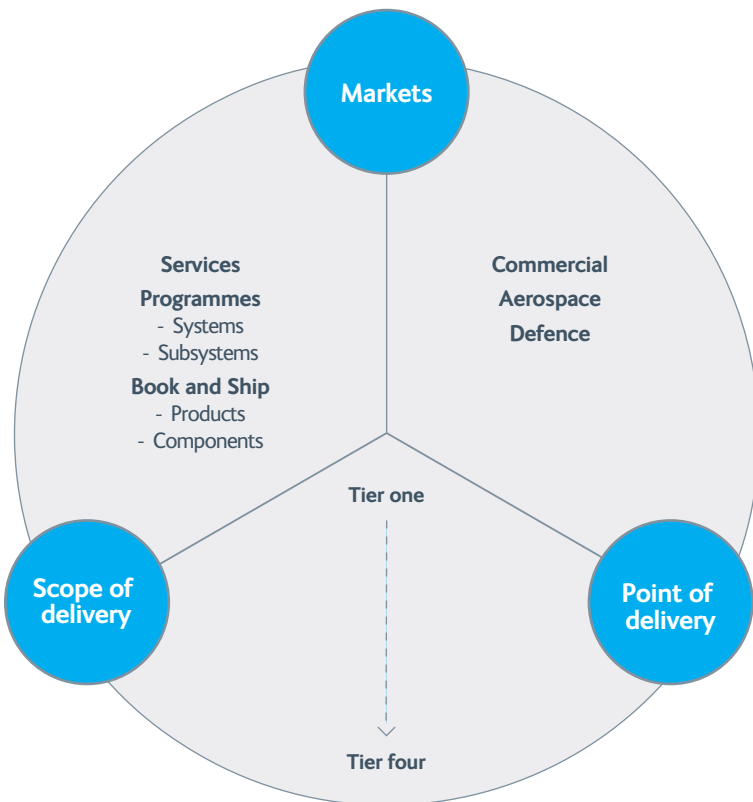 Markets
Services
Programmes
- Systems
- Subsystems
Book and Ship
- Products
- Components
Commercial
Aerospace
Defence
Tier one
Scope of
delivery
Point of
delivery
Tier four